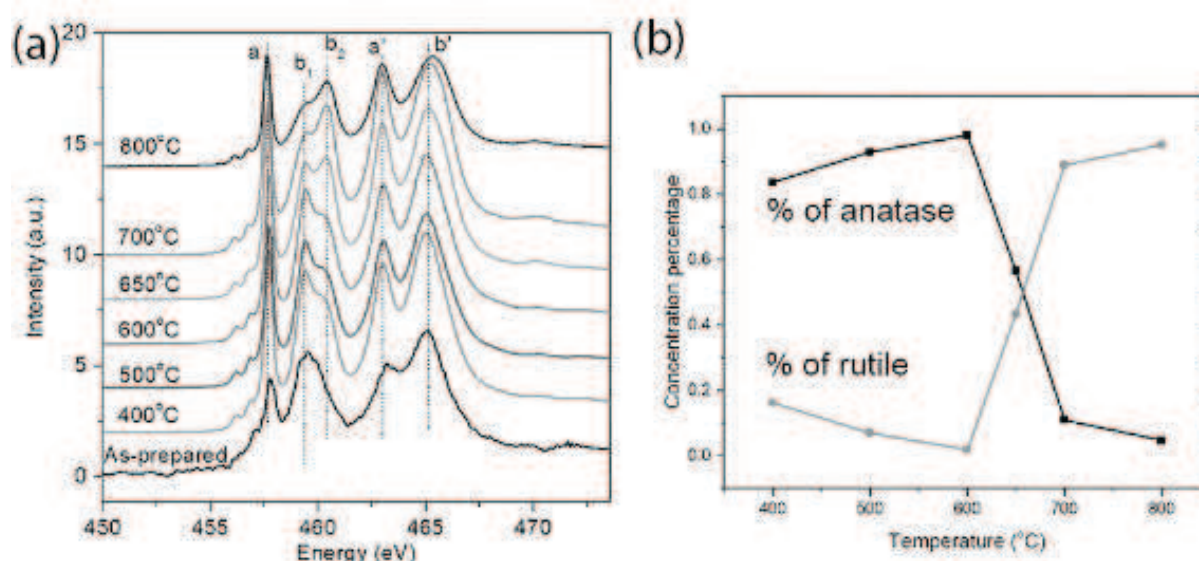 (a)
20
15
10
5
0
Intensity (a.u.)
a
b1
b2
a'
b'
800°C
700°C
650°C
600°C
500°C
400°C
As-prepared
450
455
460
465
470
Energy (eV)
(b)
1.0
0.8
0.6
0.4
0.2
0.0
Concentration percentage
% of anatase
% of rutile
400
500
600
700
800
Temperature (°C)